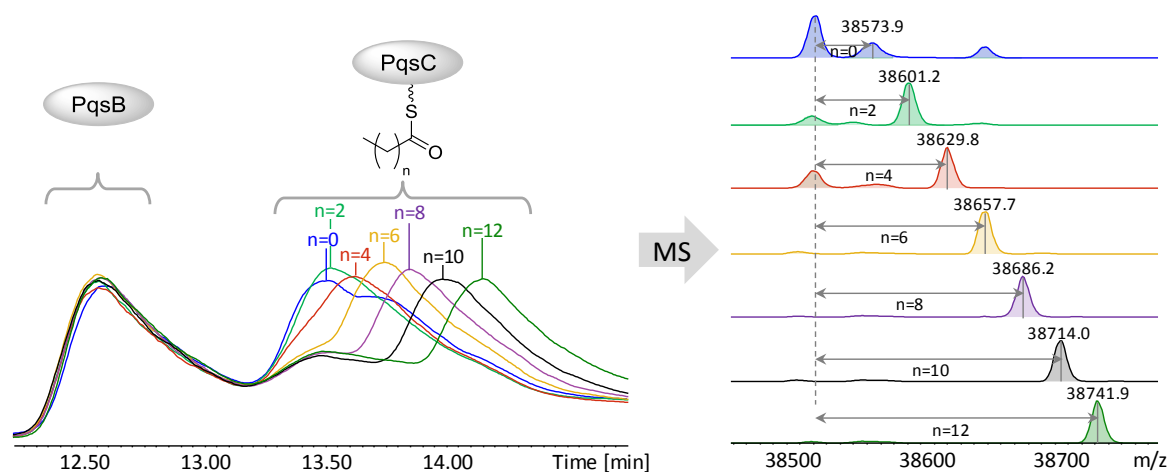 PqsB
PqsC
S
O
n
n=0
n=2
n=4
n=6
n=8
n=10
n=12
12.50 13.00 13.50 14.00 Time [min]
MS
38573.9
n=0
38601.2
n=2
38629.8
n=4
38657.7
n=6
38686.2
n=8
38714.0
n=10
38741.9
n=12
38500 38600 38700 m/z